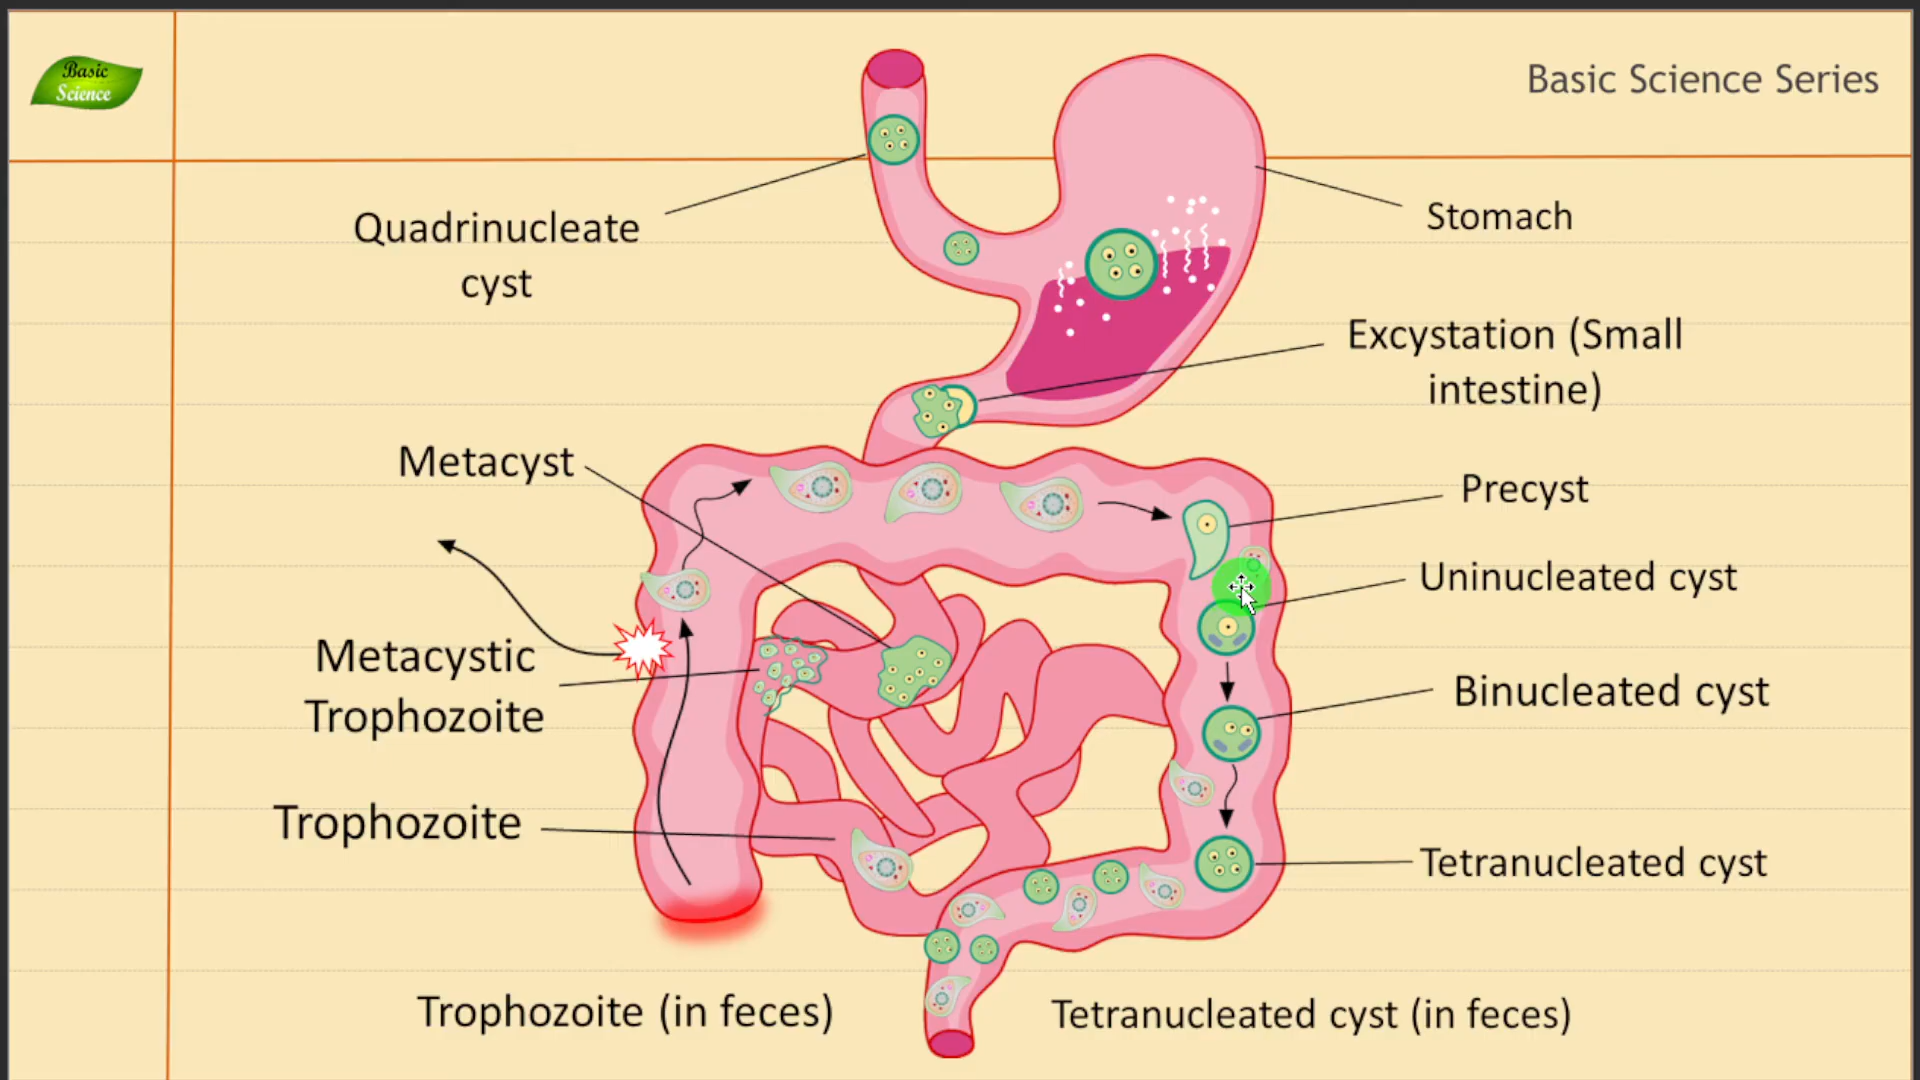 Basic
Science
Basic Science Series
Quadrinucleate
cyst
Stomach
Excystation (Small
intestine)
Metacyst
Precyst
Uninucleated cyst
Metacystic
Trophozoite
Binucleated cyst
Trophozoite
Tetranucleated cyst
Trophozoite (in feces)
Tetranucleated cyst (in feces)